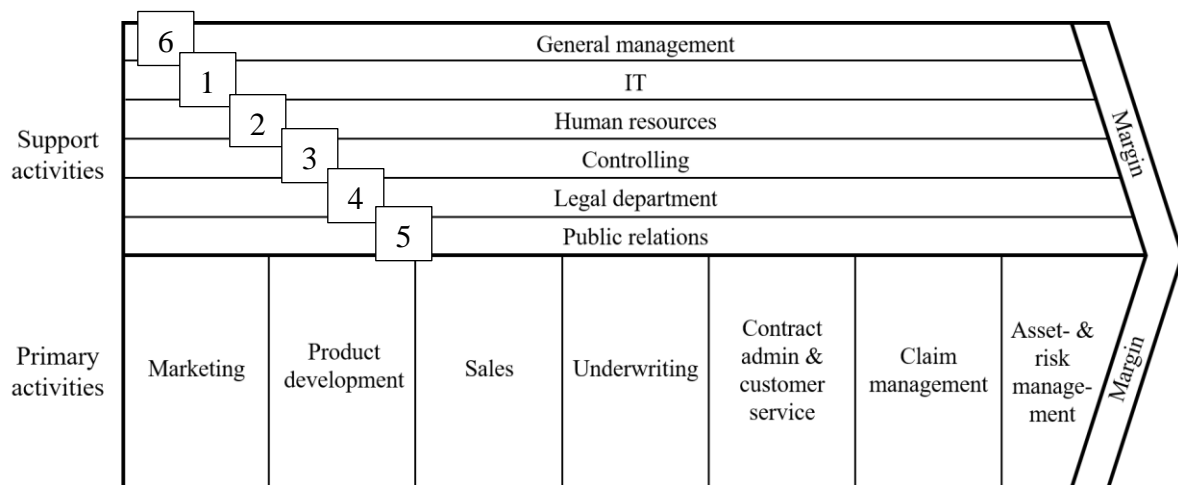 6
General management
1
IT
2
Human resources
Support
activities
3
Controlling
4
Legal department
5
Public relations
Margin
Primary
activities
Marketing
Product
development
Sales
Underwriting
Contract
admin &
customer
service
Claim
management
Asset- &
risk
manage-
ment
Margin